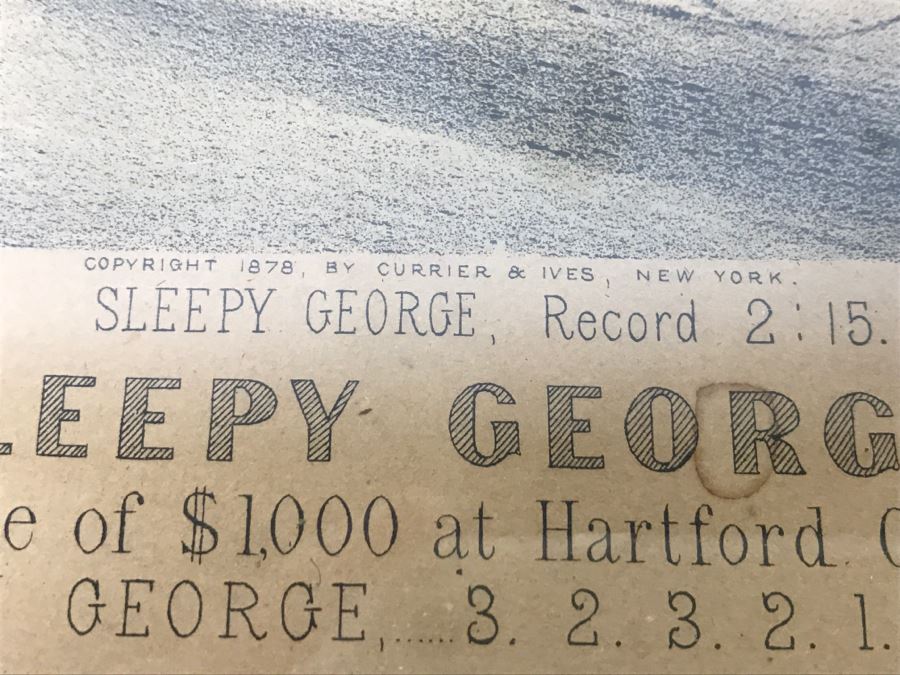 COPYRIGHT 1878, BY CURRIER & IVES, NEW YORK.
SLEEPY GEORGE, Record 2:15.
LEEPY GEORG
e of $1,000 at Hartford. C
GEORGE,......3. 2. 3. 2. 1.